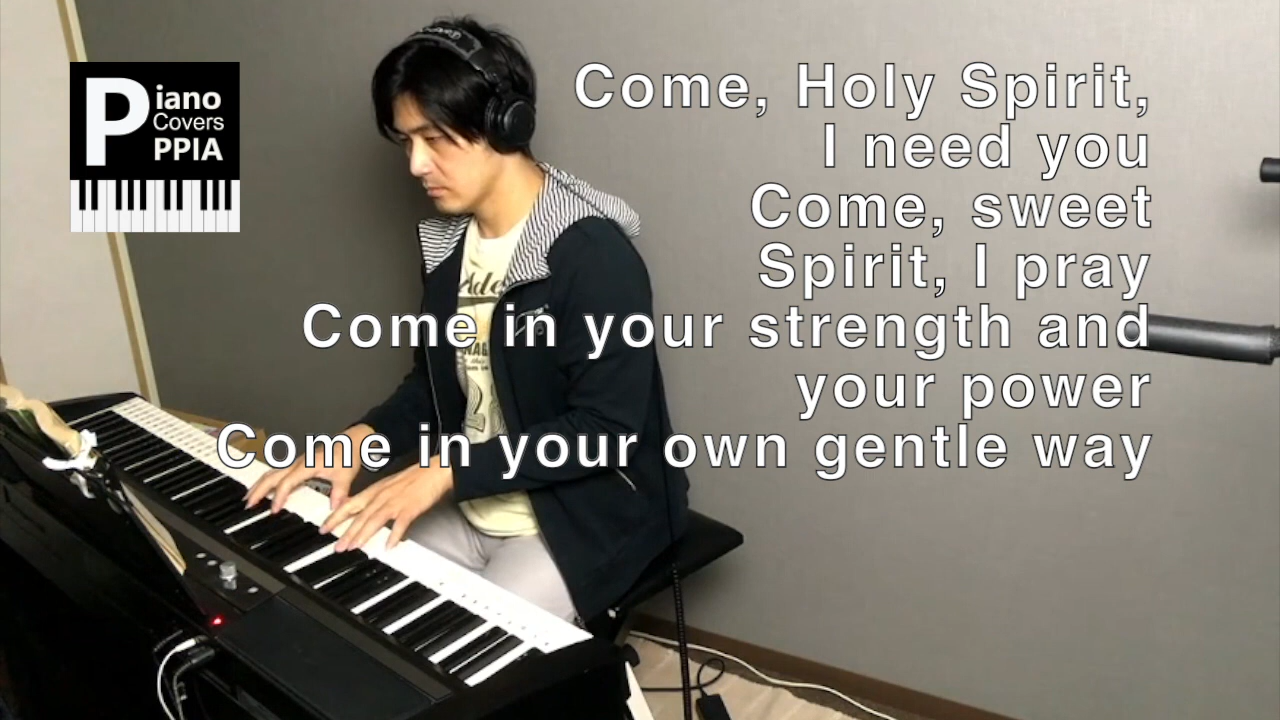 Piano
Covers
PPIA
Come, Holy Spirit,
I need you
Come, sweet
Spirit, I pray
Come in your strength and
your power
Come in your own gentle way